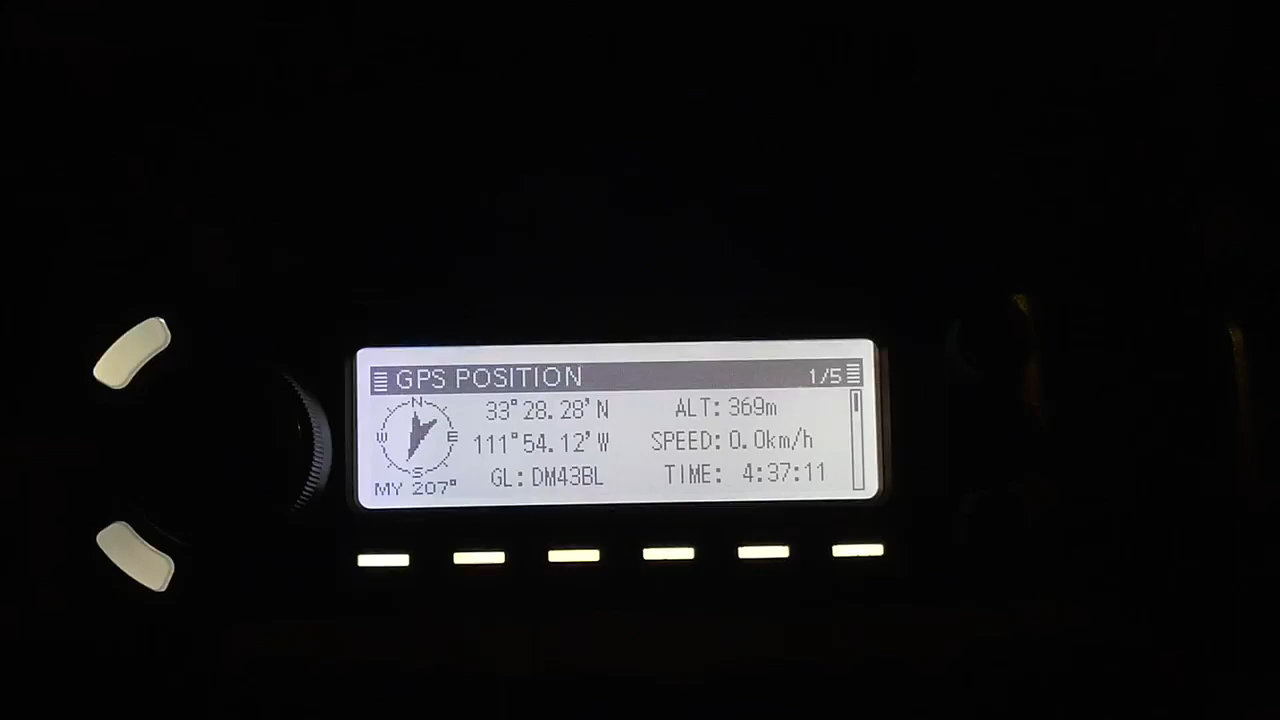 GPS POSITION 1/5
N
W E
S
MY 207°
33°28.28'N
111°54.12'W
GL: DM43BL
ALT: 369m
SPEED: 0.0km/h
TIME: 4:37:11